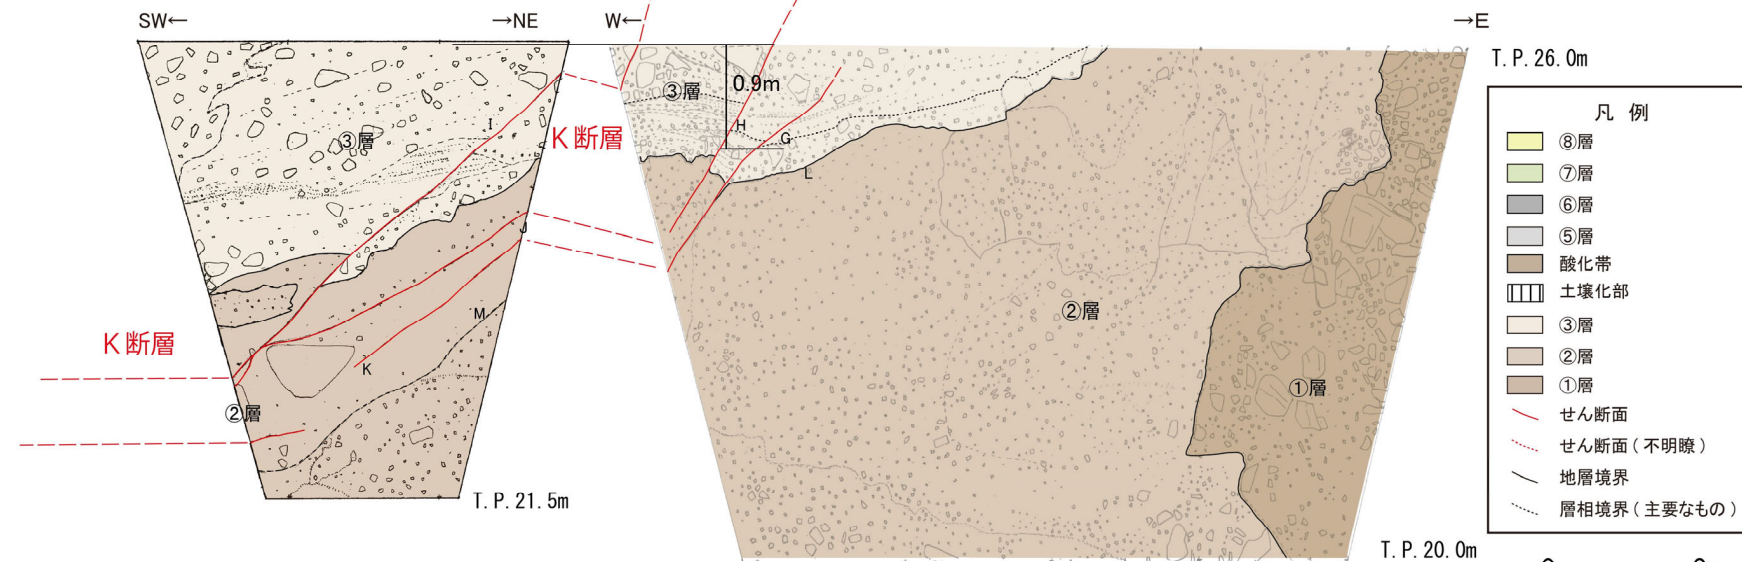 SW← →NE
W← →E
T.P.26.0m
③層
I
K断層
③層
0.9m
H
G
L
J
M
K
K断層
②層
②層
①層
T.P.21.5m
T.P.20.0m
凡 例
⑧層
⑦層
⑥層
⑤層
酸化帯
土壌化部
③層
②層
①層
せん断面
せん断面(不明瞭)
地層境界
層相境界(主要なもの)